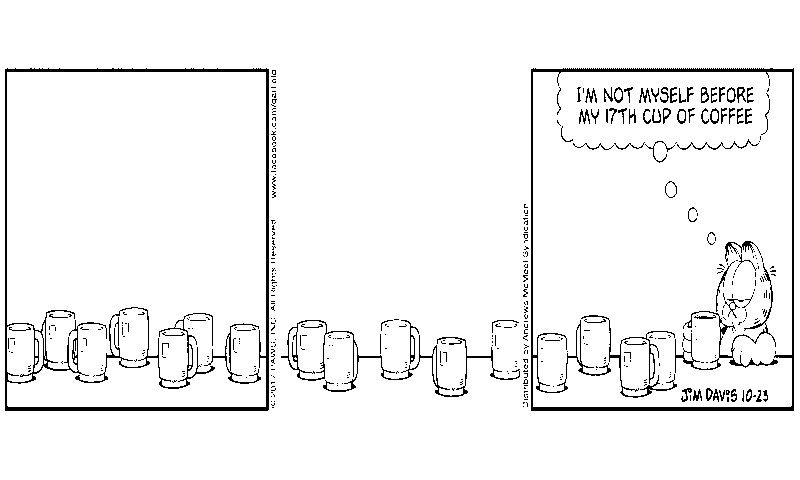 www.facebook.com/garfield
© 2017 PAWS, INC. All Rights Reserved.
Distributed by Andrews McMeel Syndication
I'M NOT MYSELF BEFORE
MY 17TH CUP OF COFFEE
JIM DAVIS 10-23